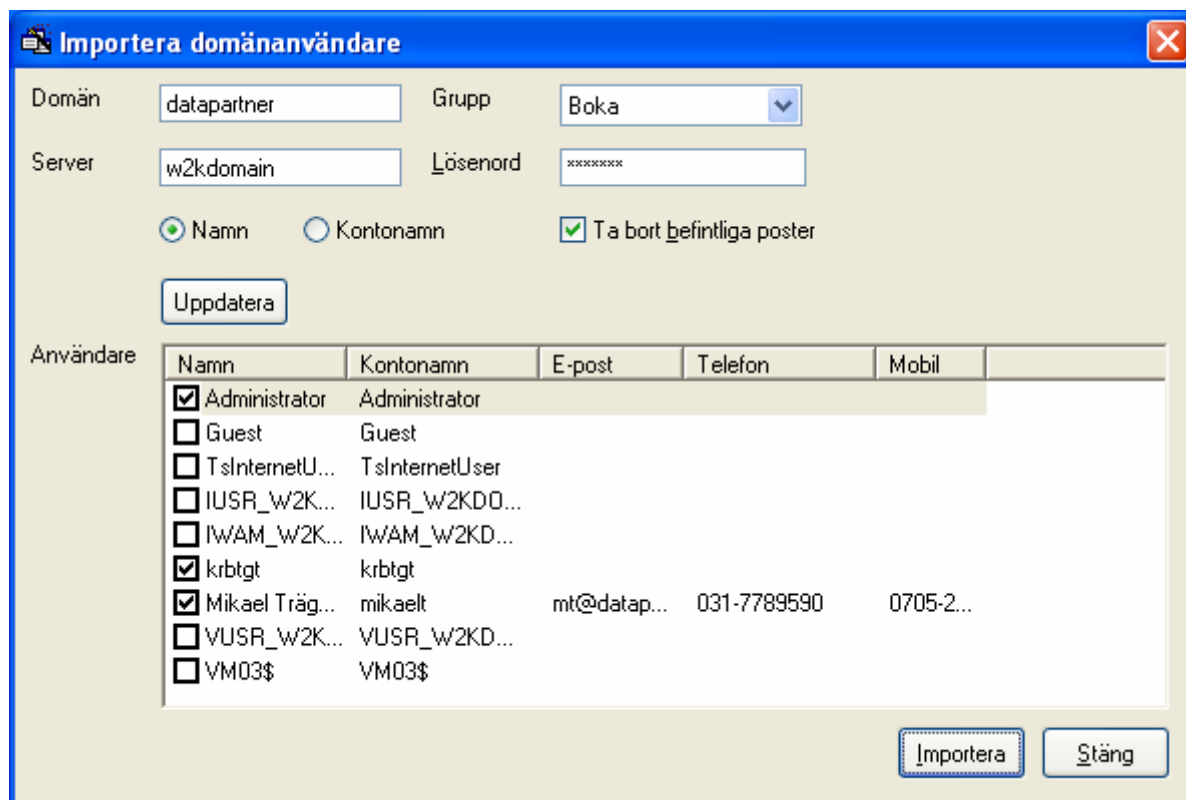 Importera domänanvändare
Domän datapartner Grupp Boka
Server w2kdomain Lösenord ×××××××
Namn Kontonamn Ta bort befintliga poster
Uppdatera
Användare
Namn Kontonamn E-post Telefon Mobil
Administrator Administrator
Guest Guest
TsInternetU... TsInternetUser
IUSR_W2K... IUSR_W2KDO...
IWAM_W2K... IWAM_W2KD...
krbtgt krbtgt
Mikael Träg... mikaelt mt@datap... 031-7789590 0705-2...
VUSR_W2K... VUSR_W2KD...
VM03$ VM03$
Importera Stäng